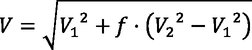 V = √(V₁² + f · (V₂² − V₁²))